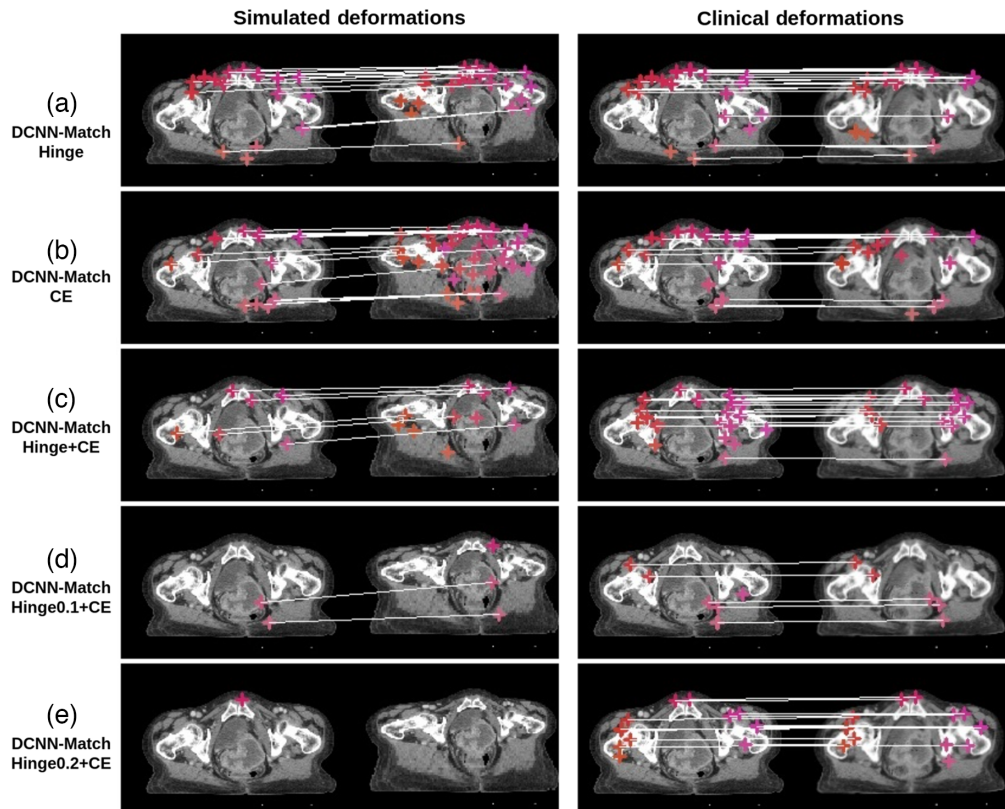 Simulated deformations
Clinical deformations
(a)
DCNN-Match
Hinge
(b)
DCNN-Match
CE
(c)
DCNN-Match
Hinge+CE
(d)
DCNN-Match
Hinge0.1+CE
(e)
DCNN-Match
Hinge0.2+CE